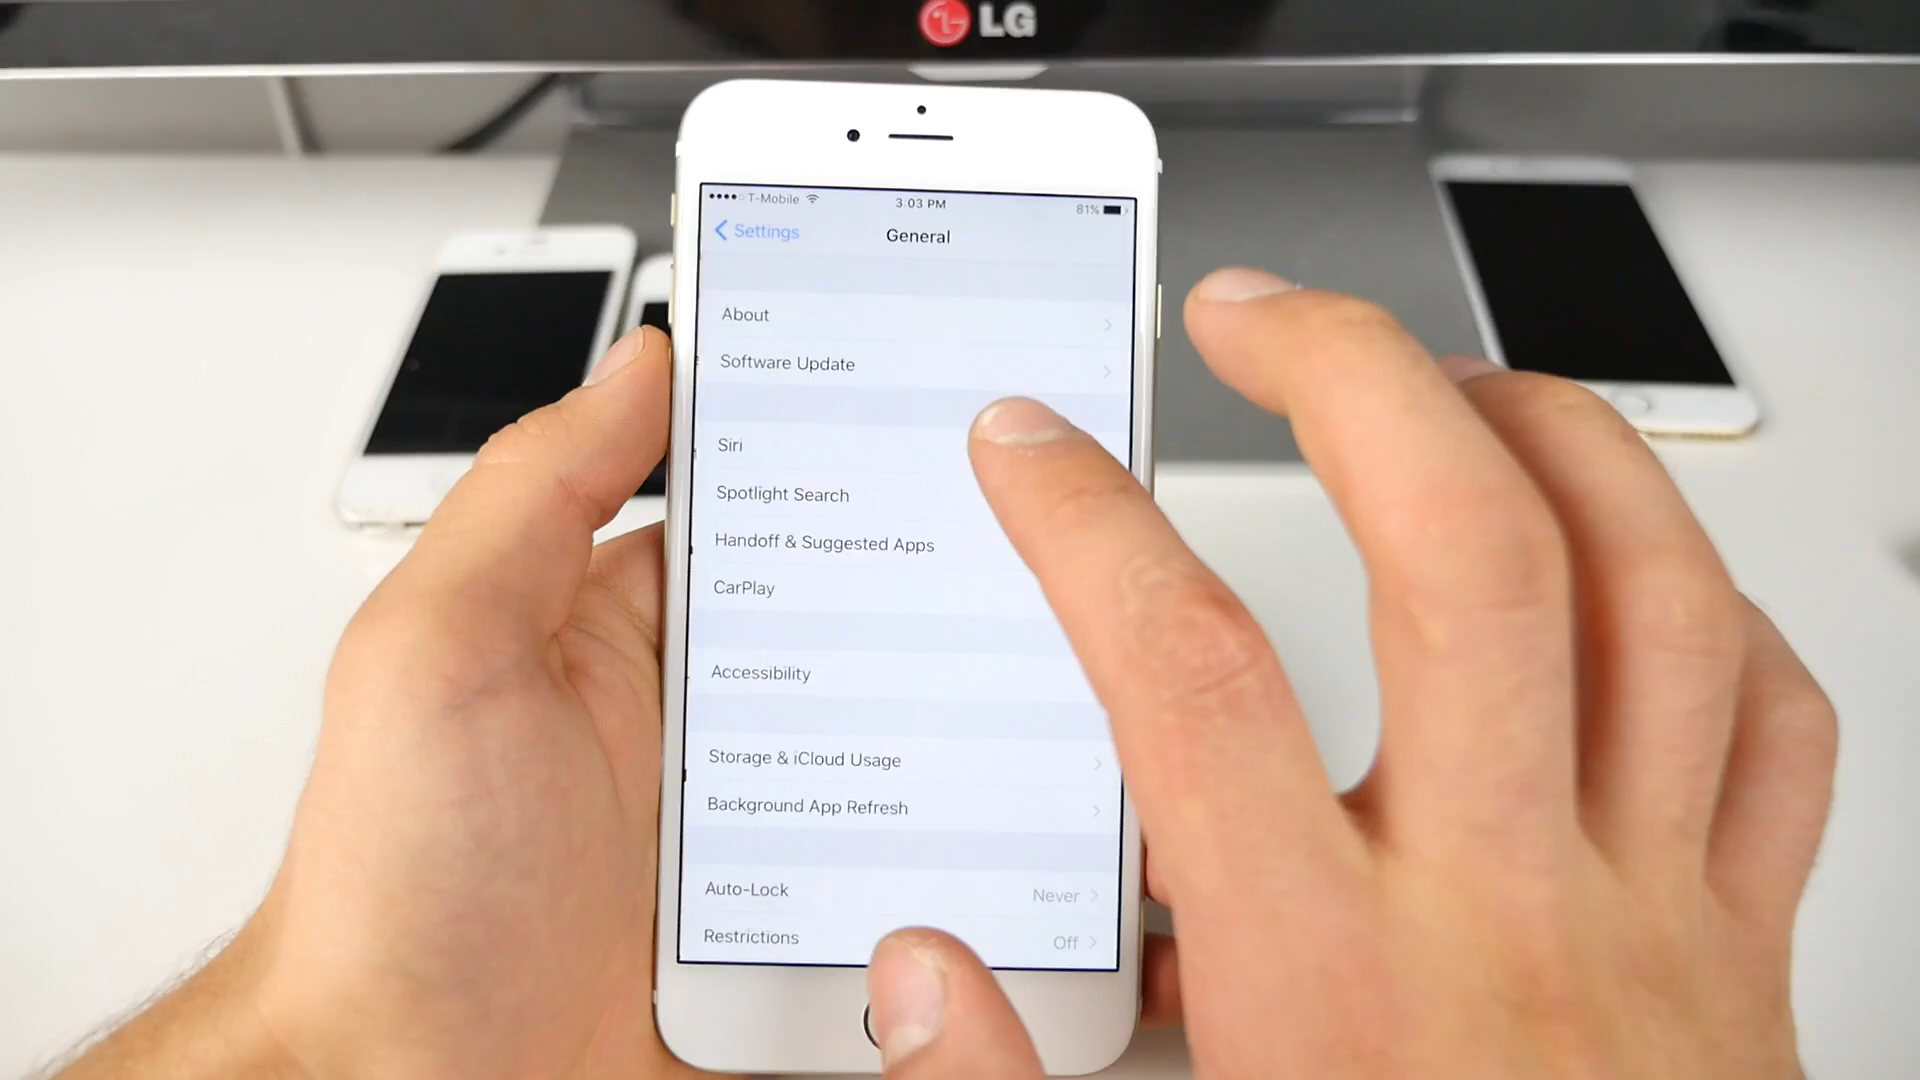 LG
T-Mobile 3:03 PM 81%
Settings General
About
Software Update
Siri
Spotlight Search
Handoff & Suggested Apps
CarPlay
Accessibility
Storage & iCloud Usage
Background App Refresh
Auto-Lock Never
Restrictions Off